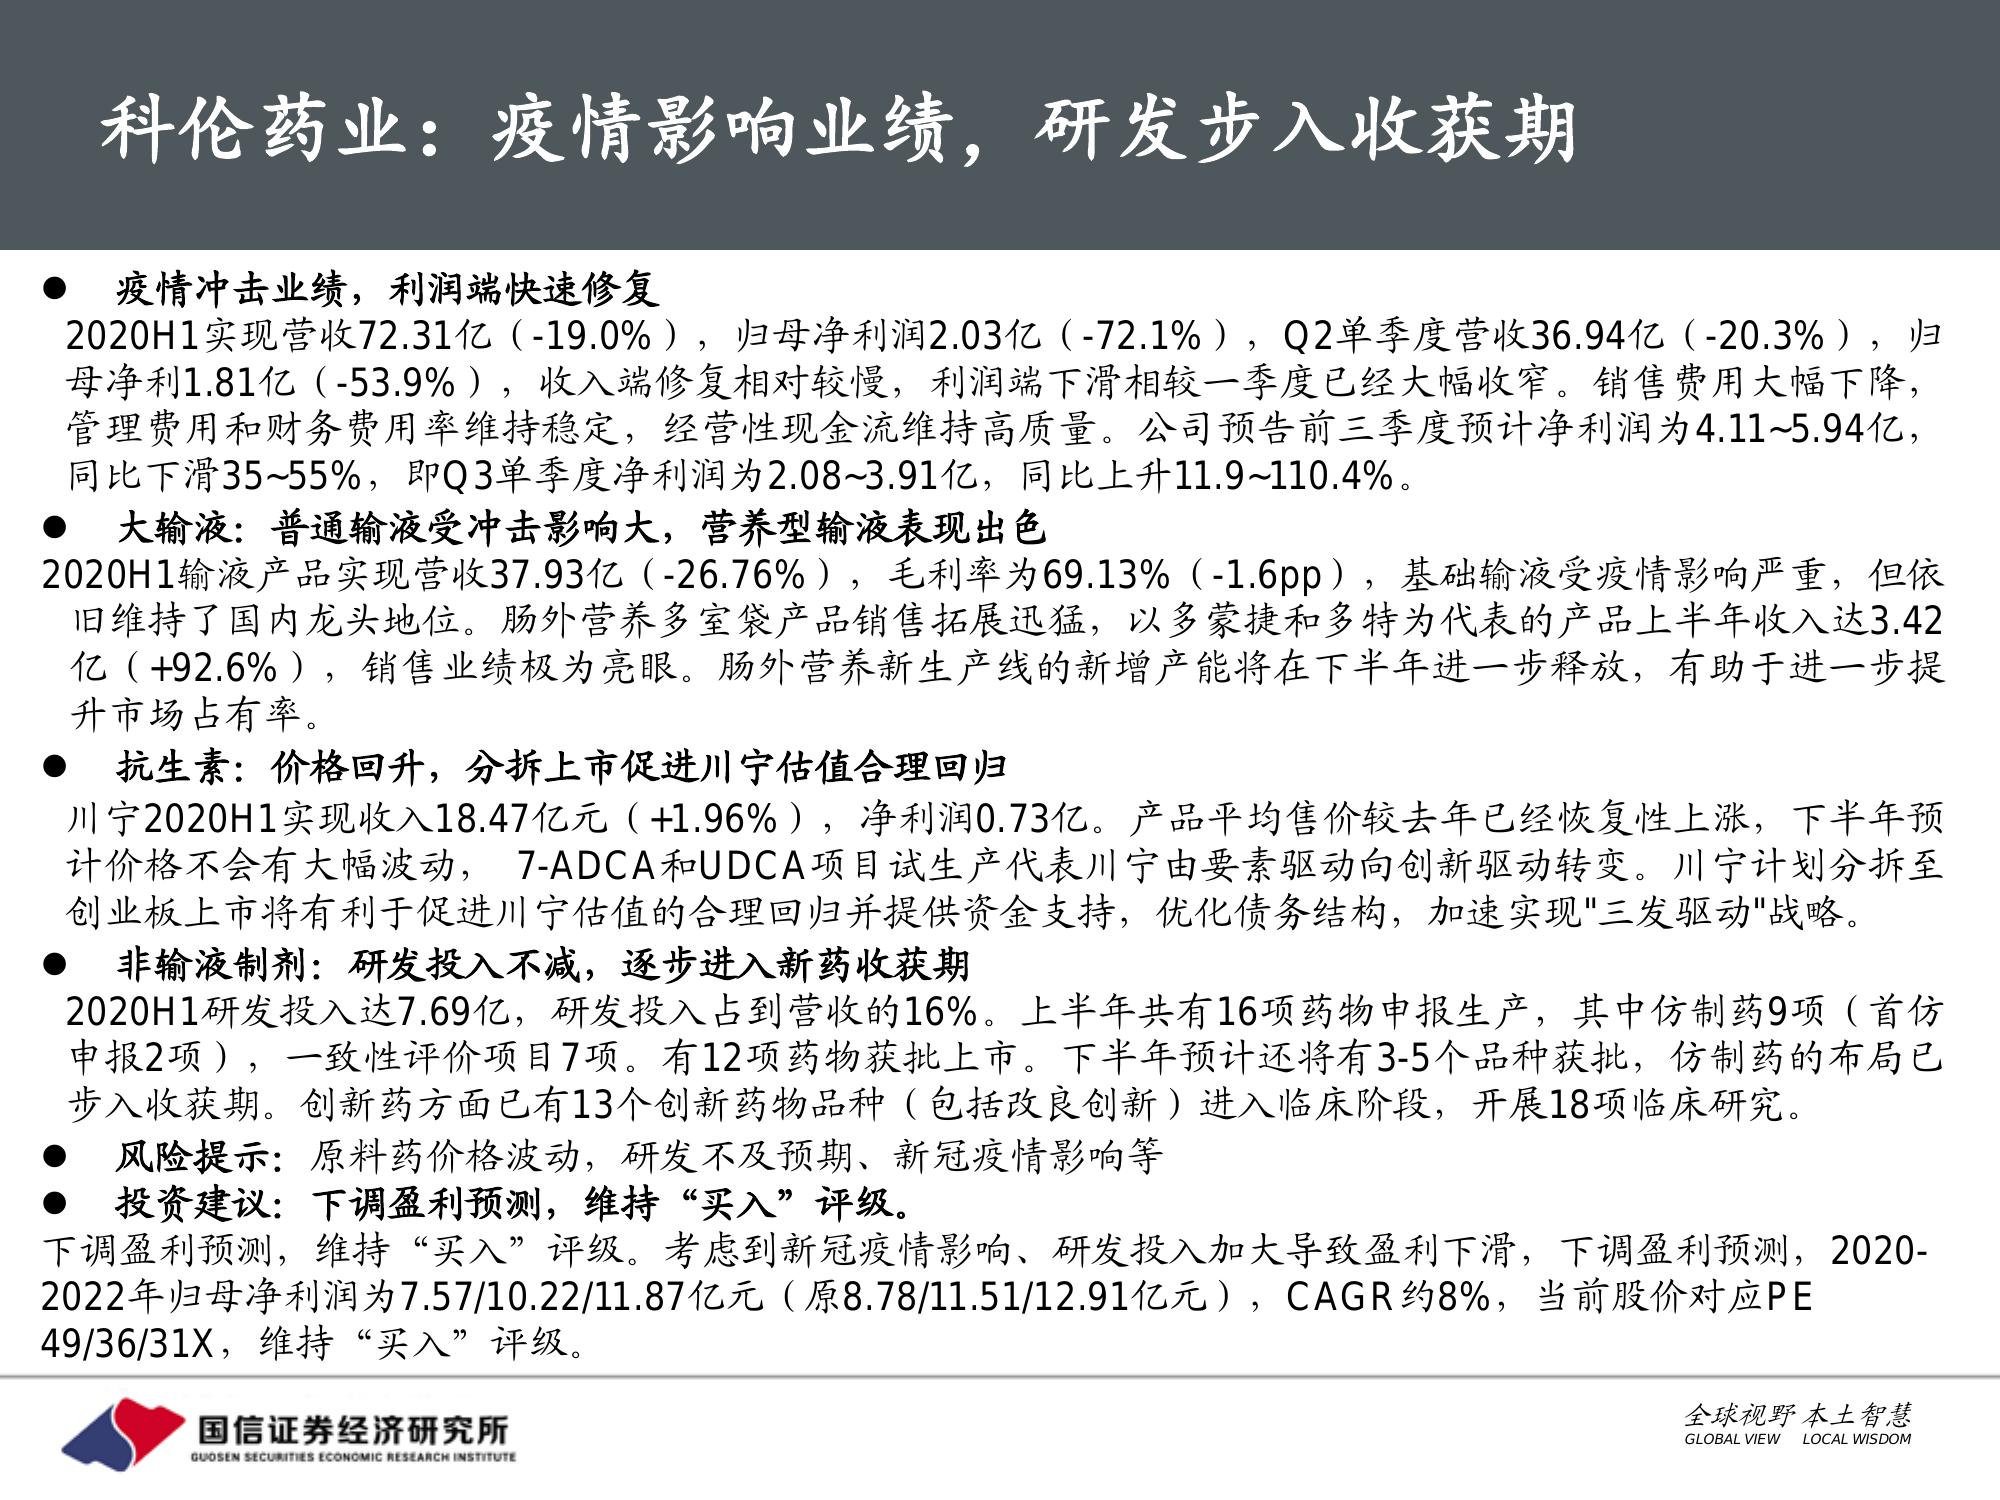 科伦药业：疫情影响业绩，研发步入收获期
● 疫情冲击业绩，利润端快速修复
2020H1实现营收72.31亿（-19.0%），归母净利润2.03亿（-72.1%），Q2单季度营收36.94亿（-20.3%），归
母净利1.81亿（-53.9%），收入端修复相对较慢，利润端下滑相较一季度已经大幅收窄。销售费用大幅下降，
管理费用和财务费用率维持稳定，经营性现金流维持高质量。公司预告前三季度预计净利润为4.11~5.94亿，
同比下滑35~55%，即Q3单季度净利润为2.08~3.91亿，同比上升11.9~110.4%。
● 大输液：普通输液受冲击影响大，营养型输液表现出色
2020H1输液产品实现营收37.93亿（-26.76%），毛利率为69.13%（-1.6pp），基础输液受疫情影响严重，但依
旧维持了国内龙头地位。肠外营养多室袋产品销售拓展迅猛，以多蒙捷和多特为代表的产品上半年收入达3.42
亿（+92.6%），销售业绩极为亮眼。肠外营养新生产线的新增产能将在下半年进一步释放，有助于进一步提
升市场占有率。
● 抗生素：价格回升，分拆上市促进川宁估值合理回归
川宁2020H1实现收入18.47亿元（+1.96%），净利润0.73亿。产品平均售价较去年已经恢复性上涨，下半年预
计价格不会有大幅波动， 7-ADCA和UDCA项目试生产代表川宁由要素驱动向创新驱动转变。川宁计划分拆至
创业板上市将有利于促进川宁估值的合理回归并提供资金支持，优化债务结构，加速实现"三发驱动"战略。
● 非输液制剂：研发投入不减，逐步进入新药收获期
2020H1研发投入达7.69亿，研发投入占到营收的16%。上半年共有16项药物申报生产，其中仿制药9项（首仿
申报2项），一致性评价项目7项。有12项药物获批上市。下半年预计还将有3-5个品种获批，仿制药的布局已
步入收获期。创新药方面已有13个创新药物品种（包括改良创新）进入临床阶段，开展18项临床研究。
● 风险提示：原料药价格波动，研发不及预期、新冠疫情影响等
● 投资建议：下调盈利预测，维持“买入”评级。
下调盈利预测，维持“买入”评级。考虑到新冠疫情影响、研发投入加大导致盈利下滑，下调盈利预测，2020-
2022年归母净利润为7.57/10.22/11.87亿元（原8.78/11.51/12.91亿元），CAGR约8%，当前股价对应PE
49/36/31X，维持“买入”评级。
国信证券经济研究所
GUOSEN SECURITIES ECONOMIC RESEARCH INSTITUTE
全球视野 本土智慧
GLOBAL VIEW LOCAL WISDOM